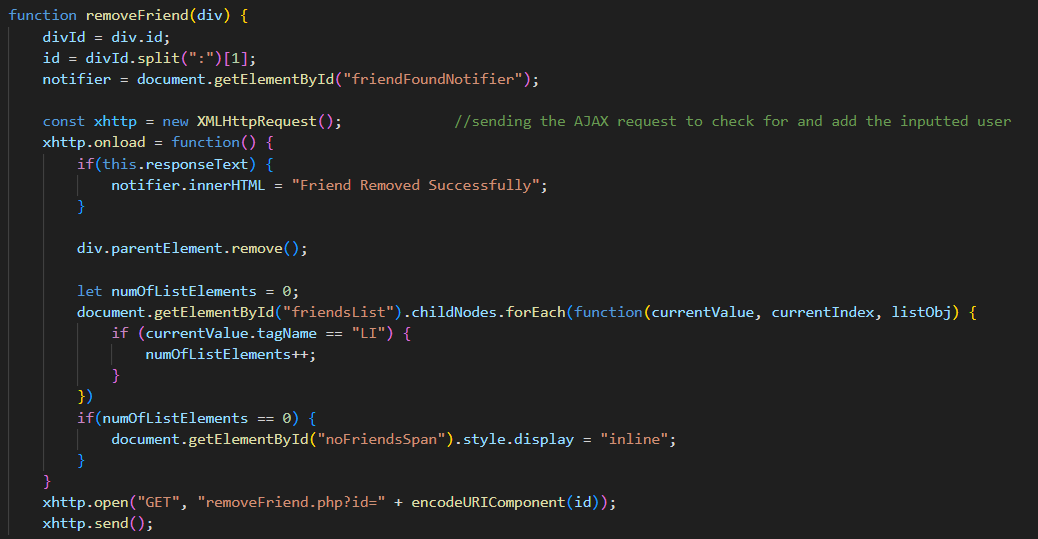 function removeFriend(div) {
    divId = div.id;
    id = divId.split(":")[1];
    notifier = document.getElementById("friendFoundNotifier");

    const xhttp = new XMLHttpRequest();             //sending the AJAX request to check for and add the inputted user
    xhttp.onload = function() {
        if(this.responseText) {
            notifier.innerHTML = "Friend Removed Successfully";
        }

        div.parentElement.remove();

        let numOfListElements = 0;
        document.getElementById("friendsList").childNodes.forEach(function(currentValue, currentIndex, listObj) {
            if (currentValue.tagName == "LI") {
                numOfListElements++;
            }
        })
        if(numOfListElements == 0) {
            document.getElementById("noFriendsSpan").style.display = "inline";
        }
    }
    xhttp.open("GET", "removeFriend.php?id=" + encodeURIComponent(id));
    xhttp.send();